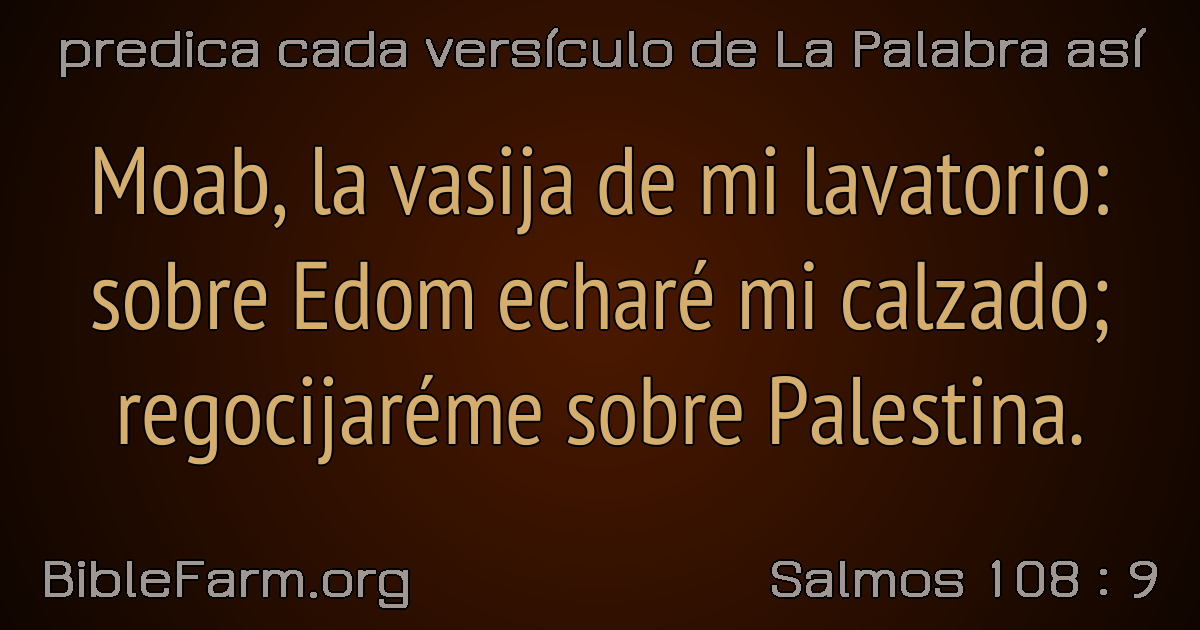 predica cada versículo de La Palabra así
Moab, la vasija de mi lavatorio:
sobre Edom echaré mi calzado;
regocijaréme sobre Palestina.
BibleFarm.org
Salmos 108 : 9